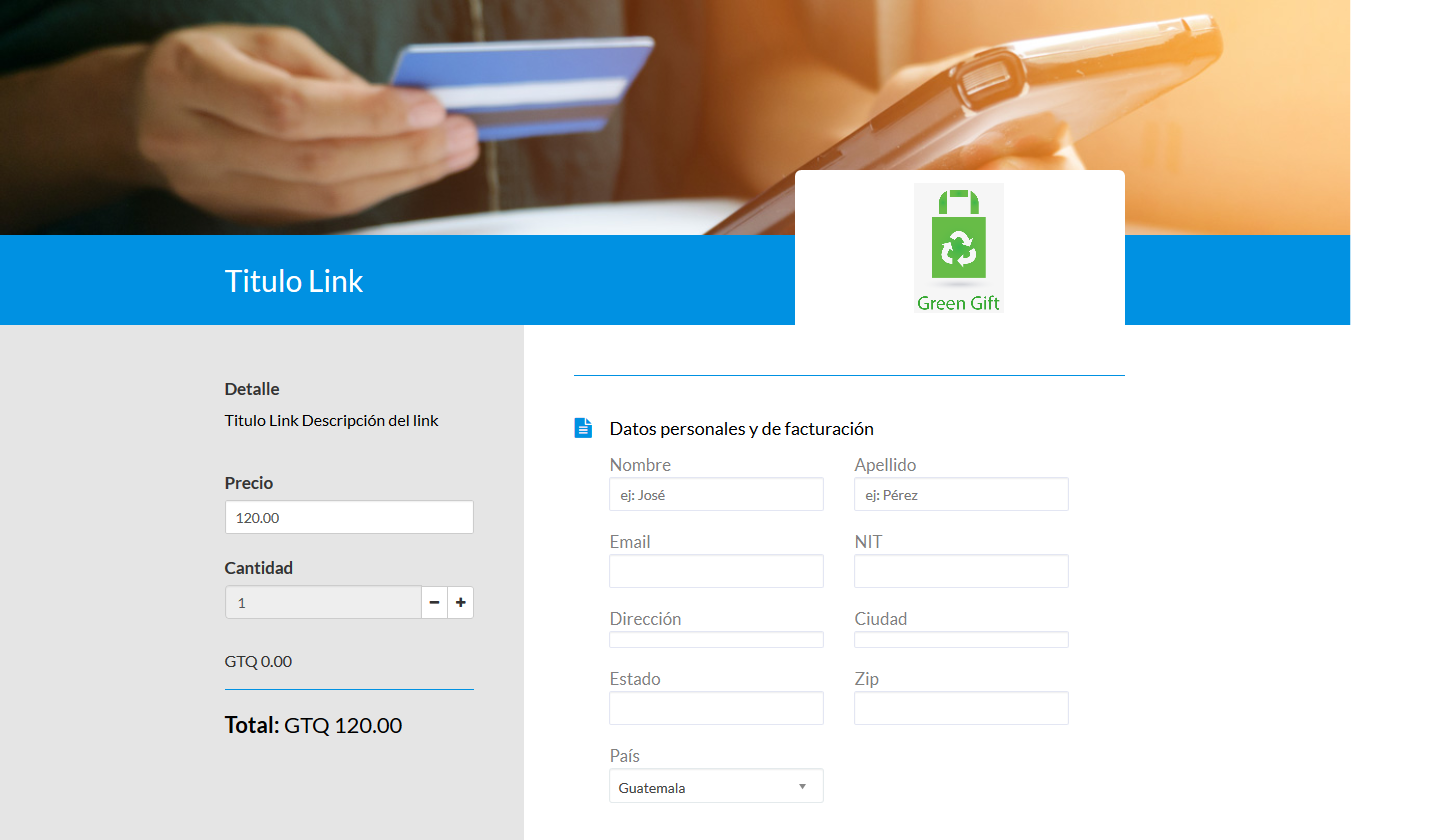 Green Gift
Titulo Link
Detalle
Titulo Link Descripción del link
Precio
120.00
Cantidad
1
GTQ 0.00
Total: GTQ 120.00
Datos personales y de facturación
Nombre Apellido
ej: José ej: Pérez
Email NIT
Dirección Ciudad
Estado Zip
País
Guatemala